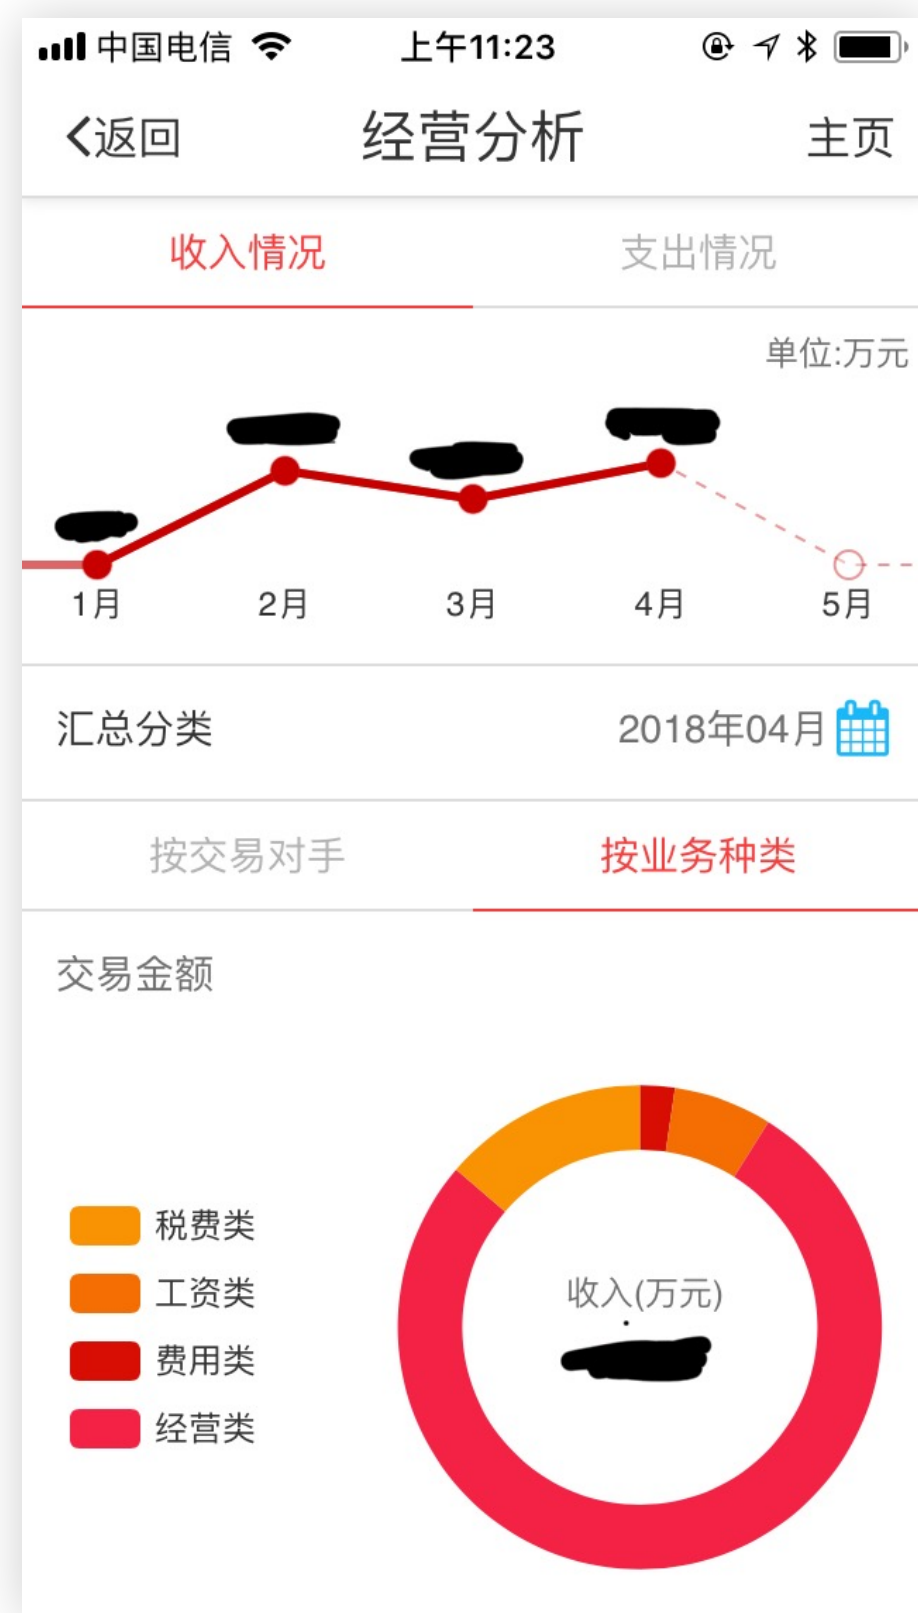 中国电信 上午11:23
返回 经营分析 主页
收入情况 支出情况
单位:万元
1月 2月 3月 4月 5月
汇总分类 2018年04月
按交易对手 按业务种类
交易金额
税费类
工资类
费用类
经营类
收入(万元)